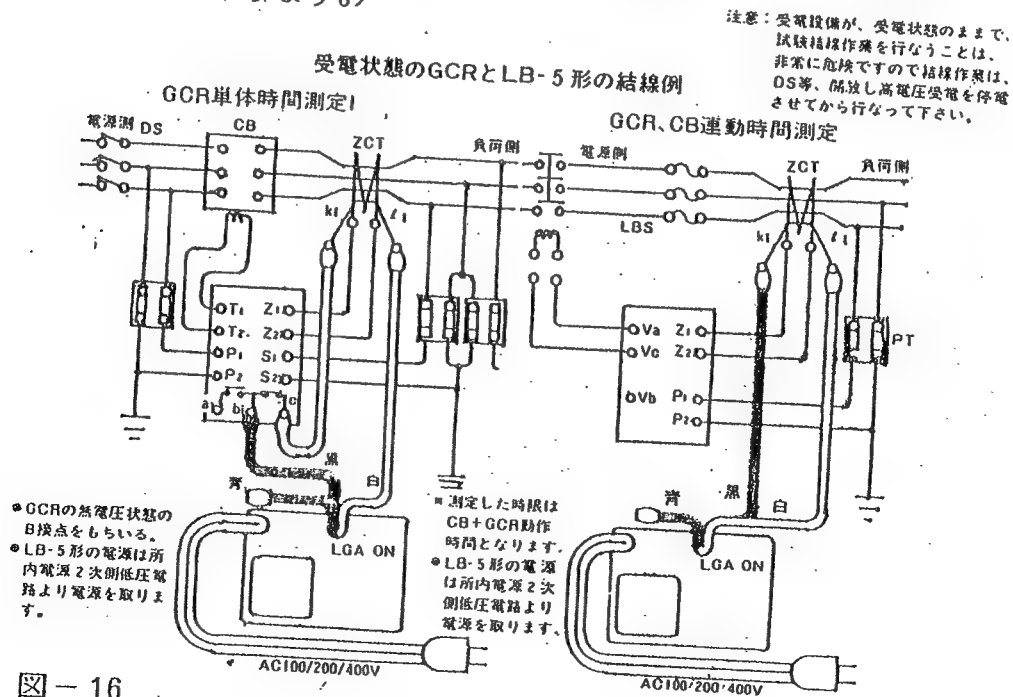 注意：受電設備が、受電状態のままで、
試験結線作業を行なうことは、
非常に危険ですので結線作業は、
DS等、開放し高電圧受電を停電
させてから行なって下さい。
受電状態のGCRとLB-5形の結線例
GCR単体時間測定
電源測 DS
CB
ZCT
負荷側
k1
ℓ1
T1
T2
P1
P2
Z1
Z2
S1
S2
a1
b1
c
黒
青
白
LGA ON
AC100/200/400V
●GCRの無電圧状態の
B接点をもちいる。
●LB-5形の電源は所
内電源2次側低圧電
路より電源を取りま
す。
GCR、CB連動時間測定
電源側
ZCT
負荷側
LBS
k1
ℓ1
Va
Vc
Vb
Z1
Z2
P1
P2
PT
青
黒
白
LGA ON
AC100/200/400V
測定した時限は
CB+GCR動作
時間となります。
●LB-5形の電源
は所内電源2次
側低圧電路より
電源を取ります。
図－16